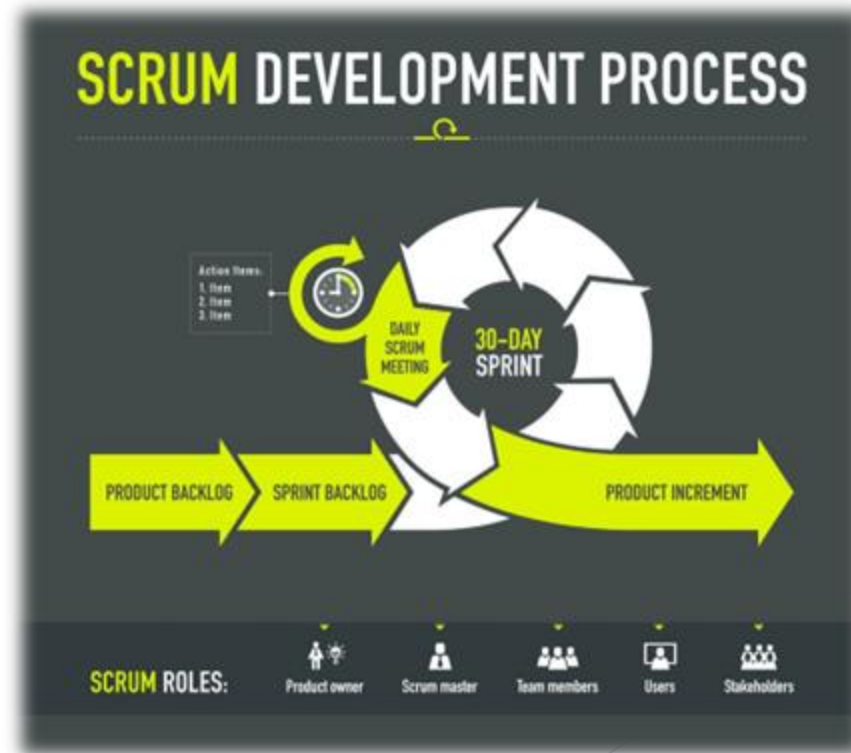 SCRUM DEVELOPMENT PROCESS
Action Items:
1. Item
2. Item
3. Item
DAILY
SCRUM
MEETING
30-DAY
SPRINT
PRODUCT BACKLOG
SPRINT BACKLOG
PRODUCT INCREMENT
SCRUM ROLES:
Product owner
Scrum master
Team members
Users
Stakeholders